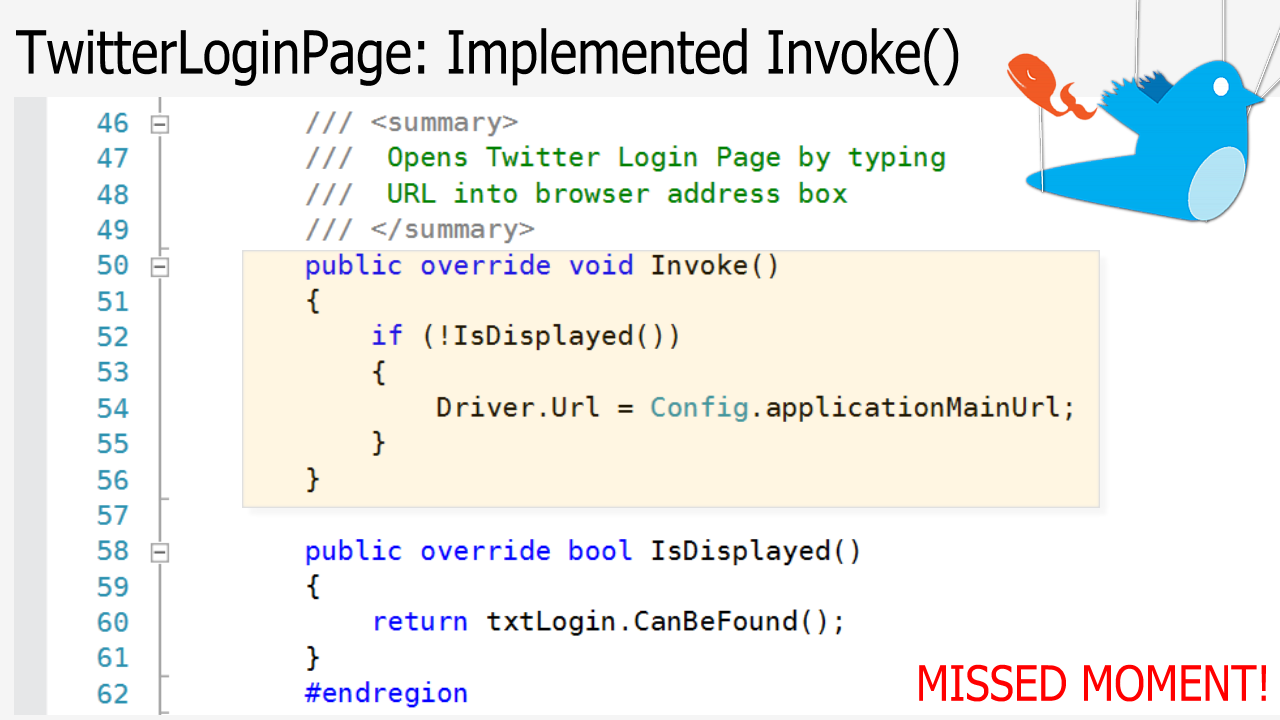 TwitterLoginPage: Implemented Invoke()
46 /// <summary>
47 /// Opens Twitter Login Page by typing
48 /// URL into browser address box
49 /// </summary>
50 public override void Invoke()
51 {
52 if (!IsDisplayed())
53 {
54 Driver.Url = Config.applicationMainUrl;
55 }
56 }
57
58 public override bool IsDisplayed()
59 {
60 return txtLogin.CanBeFound();
61 }
62 #endregion
MISSED MOMENT!